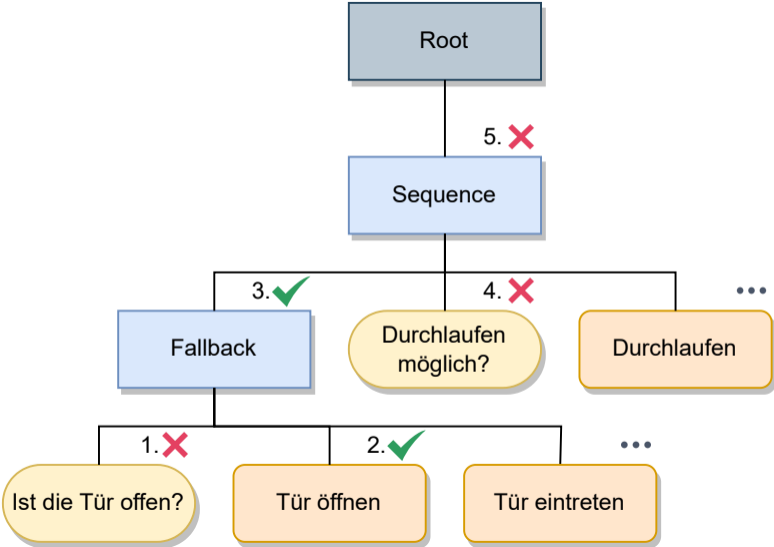 Root
5.
Sequence
3.
4.
Fallback
Durchlaufen
möglich?
Durchlaufen
1.
2.
Ist die Tür offen?
Tür öffnen
Tür eintreten